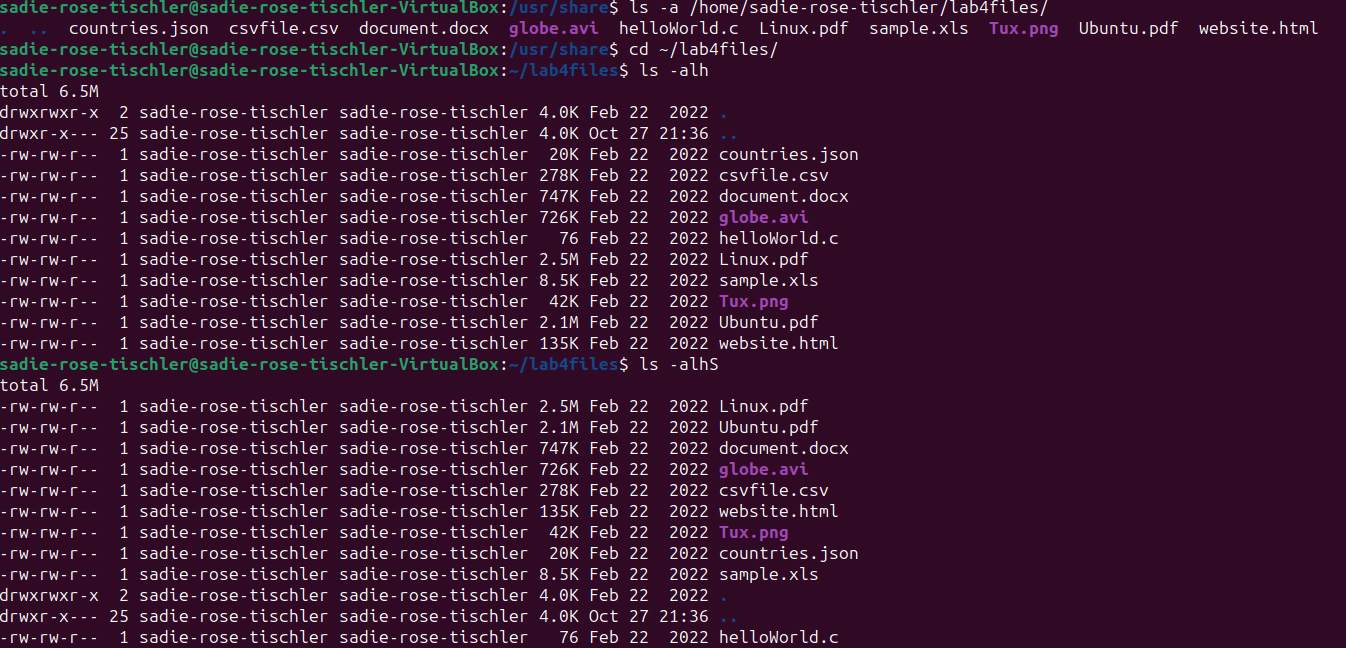 sadie-rose-tischler@sadie-rose-tischler-VirtualBox:/usr/share$ ls -a /home/sadie-rose-tischler/lab4files/
.  ..  countries.json  csvfile.csv  document.docx  globe.avi  helloWorld.c  Linux.pdf  sample.xls  Tux.png  Ubuntu.pdf  website.html
sadie-rose-tischler@sadie-rose-tischler-VirtualBox:/usr/share$ cd ~/lab4files/
sadie-rose-tischler@sadie-rose-tischler-VirtualBox:~/lab4files$ ls -alh
total 6.5M
drwxrwxr-x  2 sadie-rose-tischler sadie-rose-tischler 4.0K Feb 22  2022 .
drwxr-x--- 25 sadie-rose-tischler sadie-rose-tischler 4.0K Oct 27 21:36 ..
-rw-rw-r--  1 sadie-rose-tischler sadie-rose-tischler  20K Feb 22  2022 countries.json
-rw-rw-r--  1 sadie-rose-tischler sadie-rose-tischler 278K Feb 22  2022 csvfile.csv
-rw-rw-r--  1 sadie-rose-tischler sadie-rose-tischler 747K Feb 22  2022 document.docx
-rw-rw-r--  1 sadie-rose-tischler sadie-rose-tischler 726K Feb 22  2022 globe.avi
-rw-rw-r--  1 sadie-rose-tischler sadie-rose-tischler   76 Feb 22  2022 helloWorld.c
-rw-rw-r--  1 sadie-rose-tischler sadie-rose-tischler 2.5M Feb 22  2022 Linux.pdf
-rw-rw-r--  1 sadie-rose-tischler sadie-rose-tischler 8.5K Feb 22  2022 sample.xls
-rw-rw-r--  1 sadie-rose-tischler sadie-rose-tischler  42K Feb 22  2022 Tux.png
-rw-rw-r--  1 sadie-rose-tischler sadie-rose-tischler 2.1M Feb 22  2022 Ubuntu.pdf
-rw-rw-r--  1 sadie-rose-tischler sadie-rose-tischler 135K Feb 22  2022 website.html
sadie-rose-tischler@sadie-rose-tischler-VirtualBox:~/lab4files$ ls -alhS
total 6.5M
-rw-rw-r--  1 sadie-rose-tischler sadie-rose-tischler 2.5M Feb 22  2022 Linux.pdf
-rw-rw-r--  1 sadie-rose-tischler sadie-rose-tischler 2.1M Feb 22  2022 Ubuntu.pdf
-rw-rw-r--  1 sadie-rose-tischler sadie-rose-tischler 747K Feb 22  2022 document.docx
-rw-rw-r--  1 sadie-rose-tischler sadie-rose-tischler 726K Feb 22  2022 globe.avi
-rw-rw-r--  1 sadie-rose-tischler sadie-rose-tischler 278K Feb 22  2022 csvfile.csv
-rw-rw-r--  1 sadie-rose-tischler sadie-rose-tischler 135K Feb 22  2022 website.html
-rw-rw-r--  1 sadie-rose-tischler sadie-rose-tischler  42K Feb 22  2022 Tux.png
-rw-rw-r--  1 sadie-rose-tischler sadie-rose-tischler  20K Feb 22  2022 countries.json
-rw-rw-r--  1 sadie-rose-tischler sadie-rose-tischler 8.5K Feb 22  2022 sample.xls
drwxrwxr-x  2 sadie-rose-tischler sadie-rose-tischler 4.0K Feb 22  2022 .
drwxr-x--- 25 sadie-rose-tischler sadie-rose-tischler 4.0K Oct 27 21:36 ..
-rw-rw-r--  1 sadie-rose-tischler sadie-rose-tischler   76 Feb 22  2022 helloWorld.c